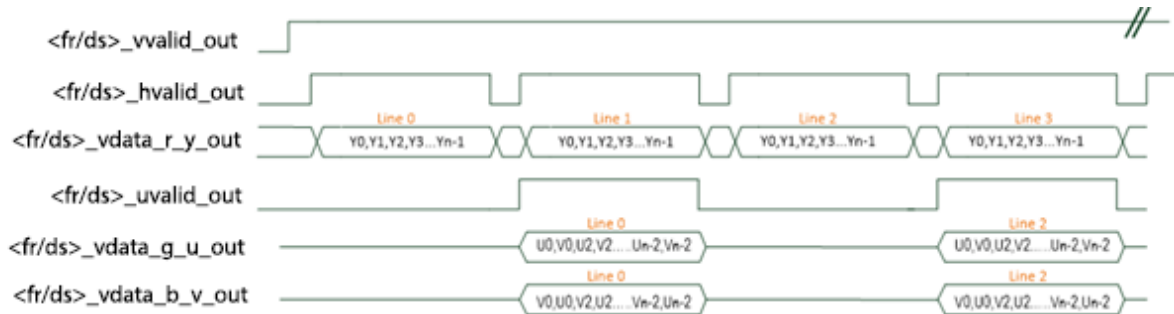 <fr/ds>_vvalid_out
<fr/ds>_hvalid_out
Line 0 Line 1 Line 2 Line 3
<fr/ds>_vdata_r_y_out Y0,Y1,Y2,Y3...Yn-1 Y0,Y1,Y2,Y3...Yn-1 Y0,Y1,Y2,Y3...Yn-1 Y0,Y1,Y2,Y3...Yn-1
<fr/ds>_uvalid_out
Line 0 Line 2
<fr/ds>_vdata_g_u_out U0,V0,U2,V2.....Un-2,Vn-2 U0,V0,U2,V2.....Un-2,Vn-2
Line 0 Line 2
<fr/ds>_vdata_b_v_out V0,U0,V2,U2.....Vn-2,Un-2 V0,U0,V2,U2.....Vn-2,Un-2